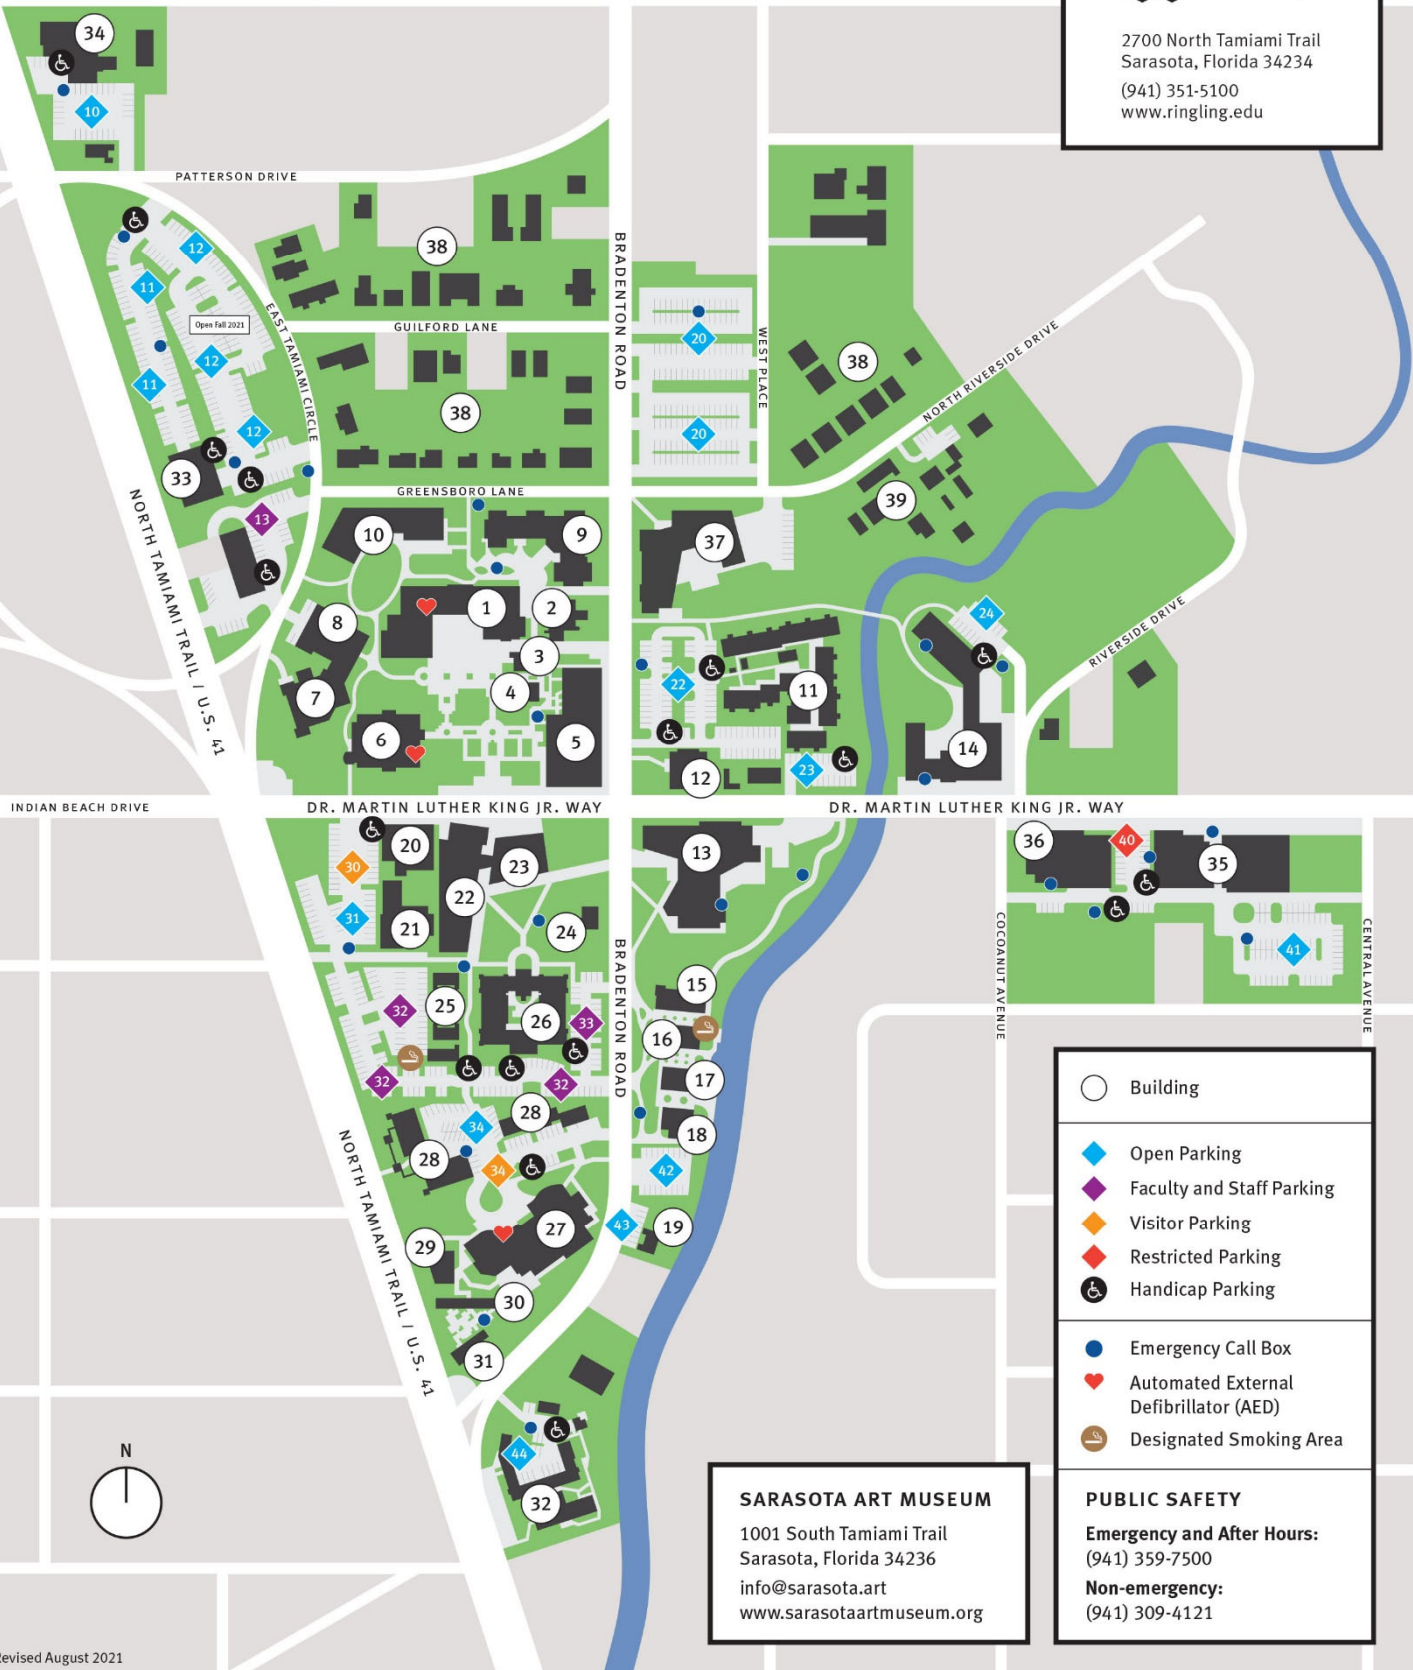 2700 North Tamiami Trail
Sarasota, Florida 34234
(941) 351-5100
www.ringling.edu
34
10
PATTERSON DRIVE
12
11
38
Open Fall 2021
EAST TAMIAMI CIRCLE
GUILFORD LANE
BRADENTON ROAD
20
WEST PLACE
12
11
38
38
NORTH RIVERSIDE DRIVE
12
20
33
GREENSBORO LANE
39
13
NORTH TAMIAMI TRAIL / U.S. 41
10
9
37
8
1
2
24
3
RIVERSIDE DRIVE
7
4
22
11
6
5
14
12
23
INDIAN BEACH DRIVE
DR. MARTIN LUTHER KING JR. WAY
DR. MARTIN LUTHER KING JR. WAY
30
20
23
13
36
40
35
22
31
21
24
BRADENTON ROAD
COCOANUT AVENUE
41
CENTRAL AVENUE
32
25
26
33
15
16
32
32
17
28
34
18
28
34
42
NORTH TAMIAMI TRAIL / U.S. 41
27
43
19
29
30
31
44
32
N
Building
Open Parking
Faculty and Staff Parking
Visitor Parking
Restricted Parking
Handicap Parking
Emergency Call Box
Automated External
Defibrillator (AED)
Designated Smoking Area
PUBLIC SAFETY
Emergency and After Hours:
(941) 359-7500
Non-emergency:
(941) 309-4121
SARASOTA ART MUSEUM
1001 South Tamiami Trail
Sarasota, Florida 34236
info@sarasota.art
www.sarasotaartmuseum.org
Revised August 2021